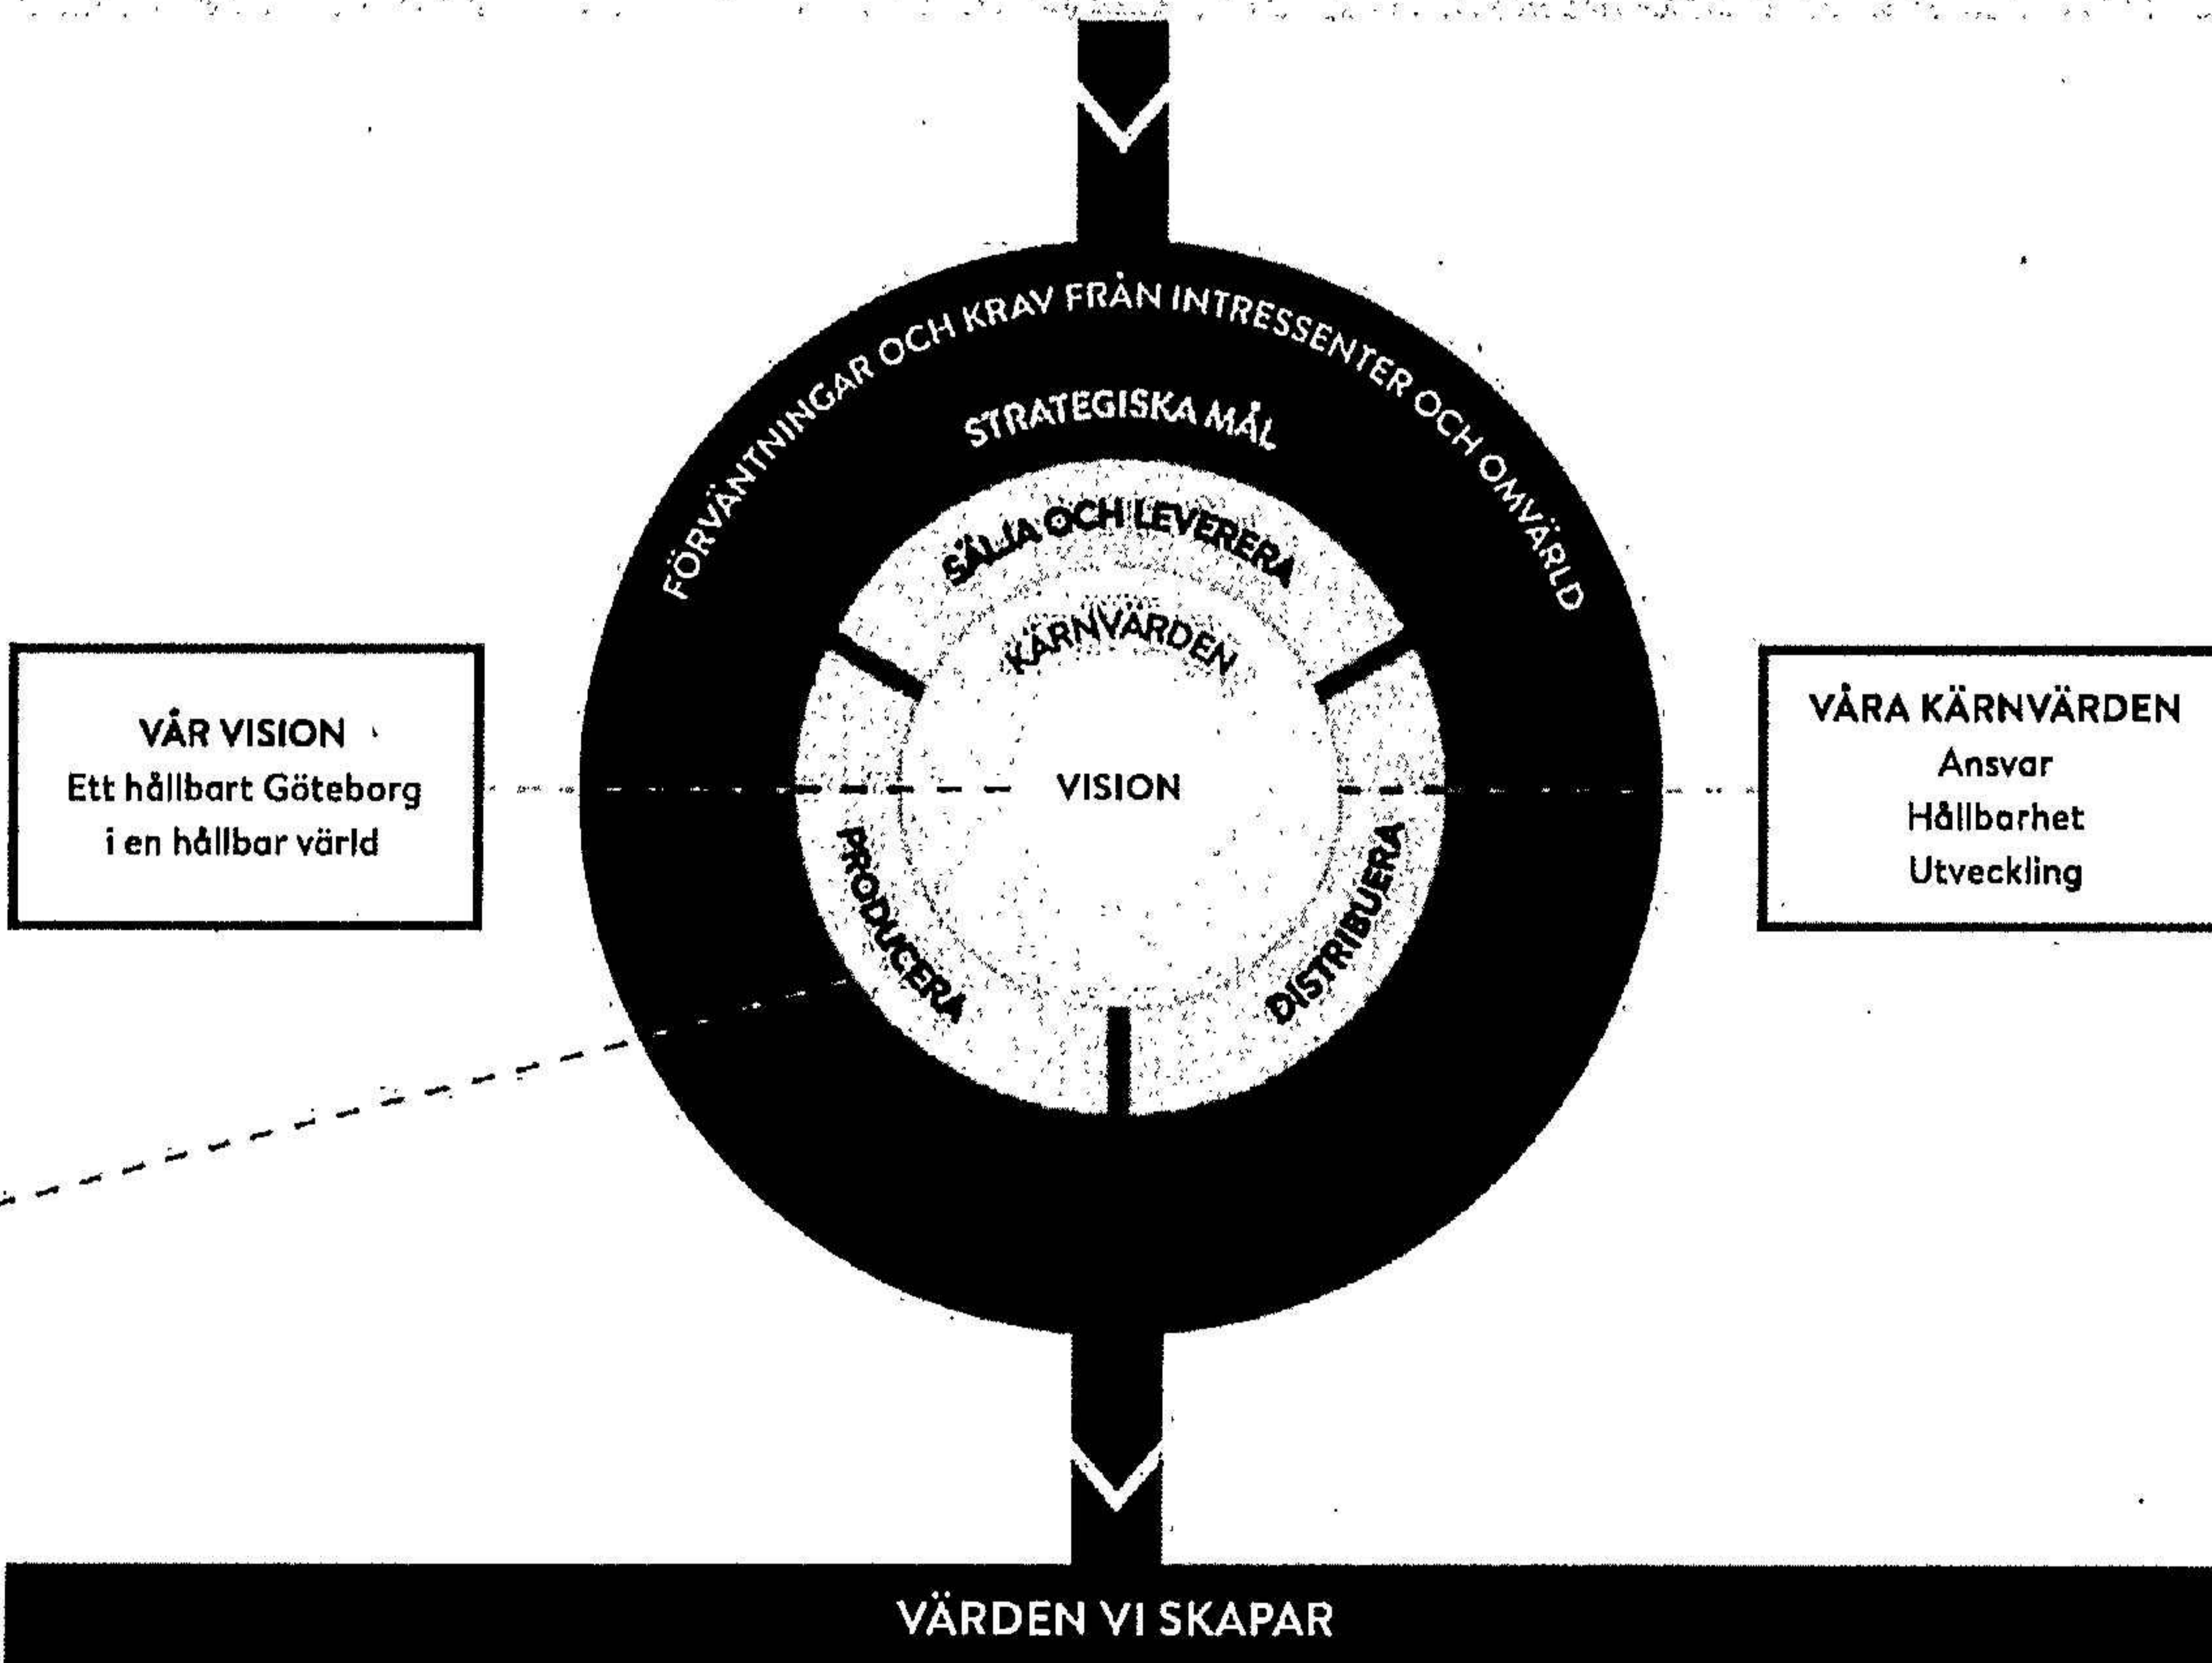 FÖRVÄNTNINGAR OCH KRAV FRÅN INTRESSENTER OCH OMVÄRLD
STRATEGISKA MÅL
SÄLJA OCH LEVERERA
KÄRNVÄRDEN
VISION
PRODUCERA
DISTRIBUERA
VÅR VISION
Ett hållbart Göteborg
i en hållbar värld
VÅRA KÄRNVÄRDEN
Ansvar
Hållbarhet
Utveckling
VÄRDEN VI SKAPAR